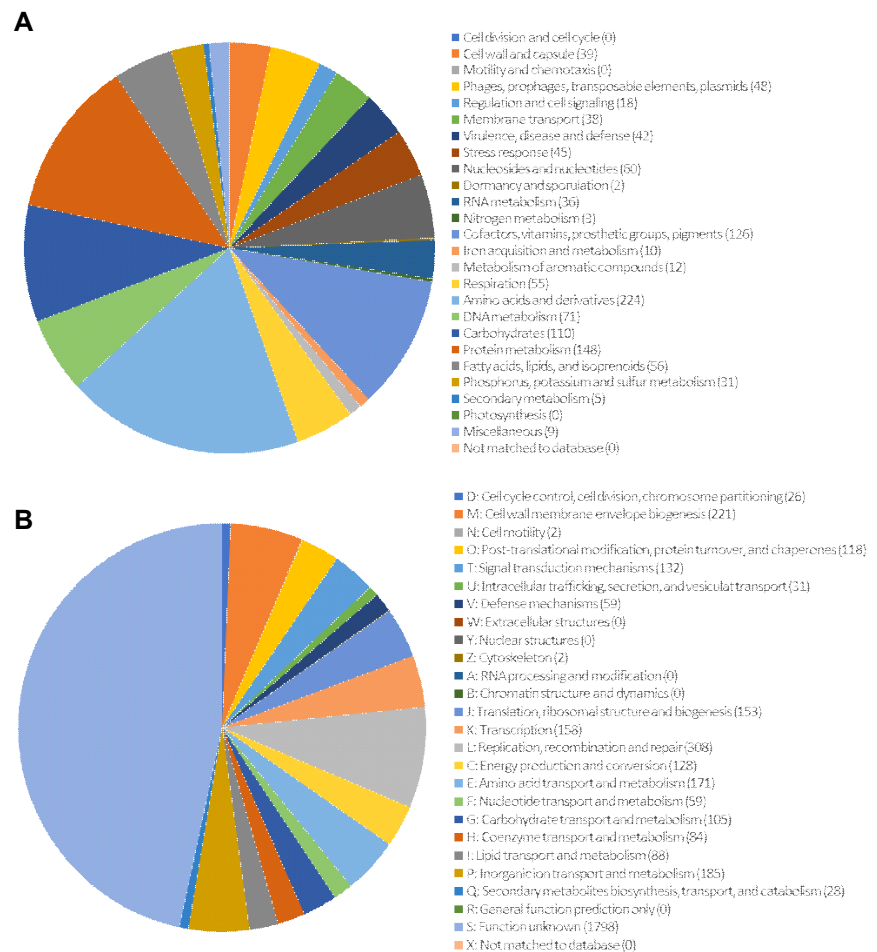 A
Cell division and cell cycle (0)
Cell wall and capsule (39)
Motility and chemotaxis (0)
Phages, prophages, transposable elements, plasmids (48)
Regulation and cell signaling (18)
Membrane transport (38)
Virulence, disease and defense (42)
Stress response (45)
Nucleosides and nucleotides (60)
Dormancy and sporulation (2)
RNA metabolism (36)
Nitrogen metabolism (3)
Cofactors, vitamins, prosthetic groups, pigments (126)
Iron acquisition and metabolism (10)
Metabolism of aromatic compounds (12)
Respiration (55)
Amino acids and derivatives (224)
DNA metabolism (71)
Carbohydrates (110)
Protein metabolism (148)
Fatty acids, lipids, and isoprenoids (56)
Phosphorus, potassium and sulfur metabolism (31)
Secondary metabolism (5)
Photosynthesis (0)
Miscellaneous (9)
Not matched to database (0)
B
D: Cell cycle control, cell division, chromosome partitioning (26)
M: Cell wall membrane envelope biogenesis (221)
N: Cell motility (2)
O: Post-translational modification, protein turnover, and chaperones (118)
T: Signal transduction mechanisms (132)
U: Intracellular trafficking, secretion, and vesiculat transport (31)
V: Defense mechanisms (59)
W: Extracellular structures (0)
Y: Nuclear structures (0)
Z: Cytoskeleton (2)
A: RNA processing and modification (0)
B: Chromatin structure and dynamics (0)
J: Translation, ribosomal structure and biogenesis (153)
K: Transcription (158)
L: Replication, recombination and repair (308)
C: Energy production and conversion (128)
E: Amino acid transport and metabolism (171)
F: Nucleotide transport and metabolism (59)
G: Carbohydrate transport and metabolism (105)
H: Coenzyme transport and metabolism (84)
I: Lipid transport and metabolism (88)
P: Inorganic ion transport and metabolism (185)
Q: Secondary metabolites biosynthesis, transport, and catabolism (28)
R: General function prediction only (0)
S: Function unknown (1798)
X: Not matched to database (0)